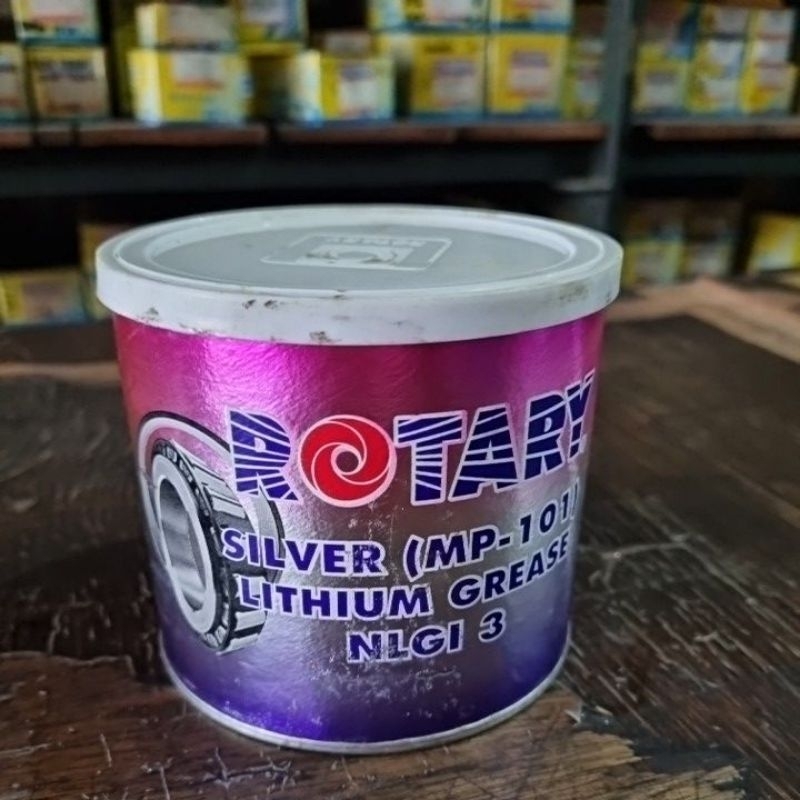 ROTARY
SILVER (MP-101)
LITHIUM GREASE
NLGI 3